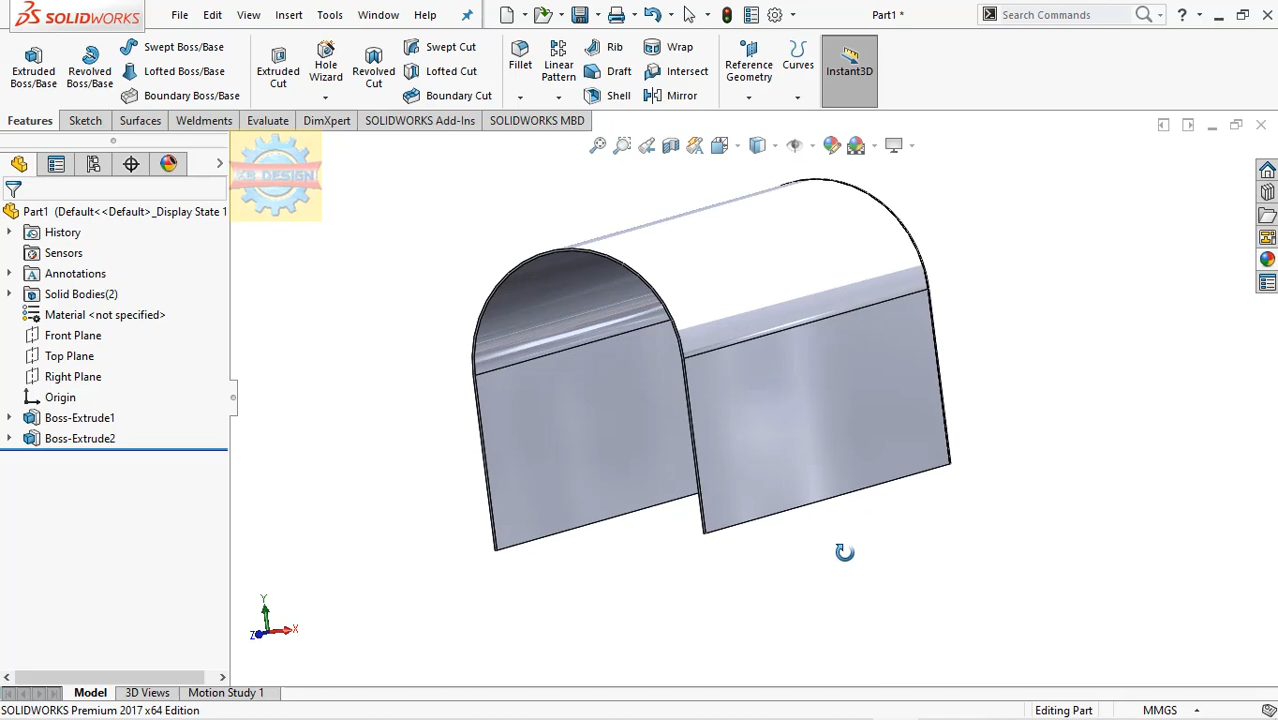 SOLIDWORKS
File Edit View Insert Tools Window Help
Part1 *
Search Commands
Extruded Boss/Base
Revolved Boss/Base
Swept Boss/Base
Lofted Boss/Base
Boundary Boss/Base
Extruded Cut
Hole Wizard
Revolved Cut
Swept Cut
Lofted Cut
Boundary Cut
Fillet
Linear Pattern
Rib
Draft
Shell
Wrap
Intersect
Mirror
Reference Geometry
Curves
Instant3D
Features Sketch Surfaces Weldments Evaluate DimXpert SOLIDWORKS Add-Ins SOLIDWORKS MBD
Part1 (Default<<Default>_Display State 1
History
Sensors
Annotations
Solid Bodies(2)
Material <not specified>
Front Plane
Top Plane
Right Plane
Origin
Boss-Extrude1
Boss-Extrude2
Y
X
Z
Model 3D Views Motion Study 1
SOLIDWORKS Premium 2017 x64 Edition
Editing Part
MMGS